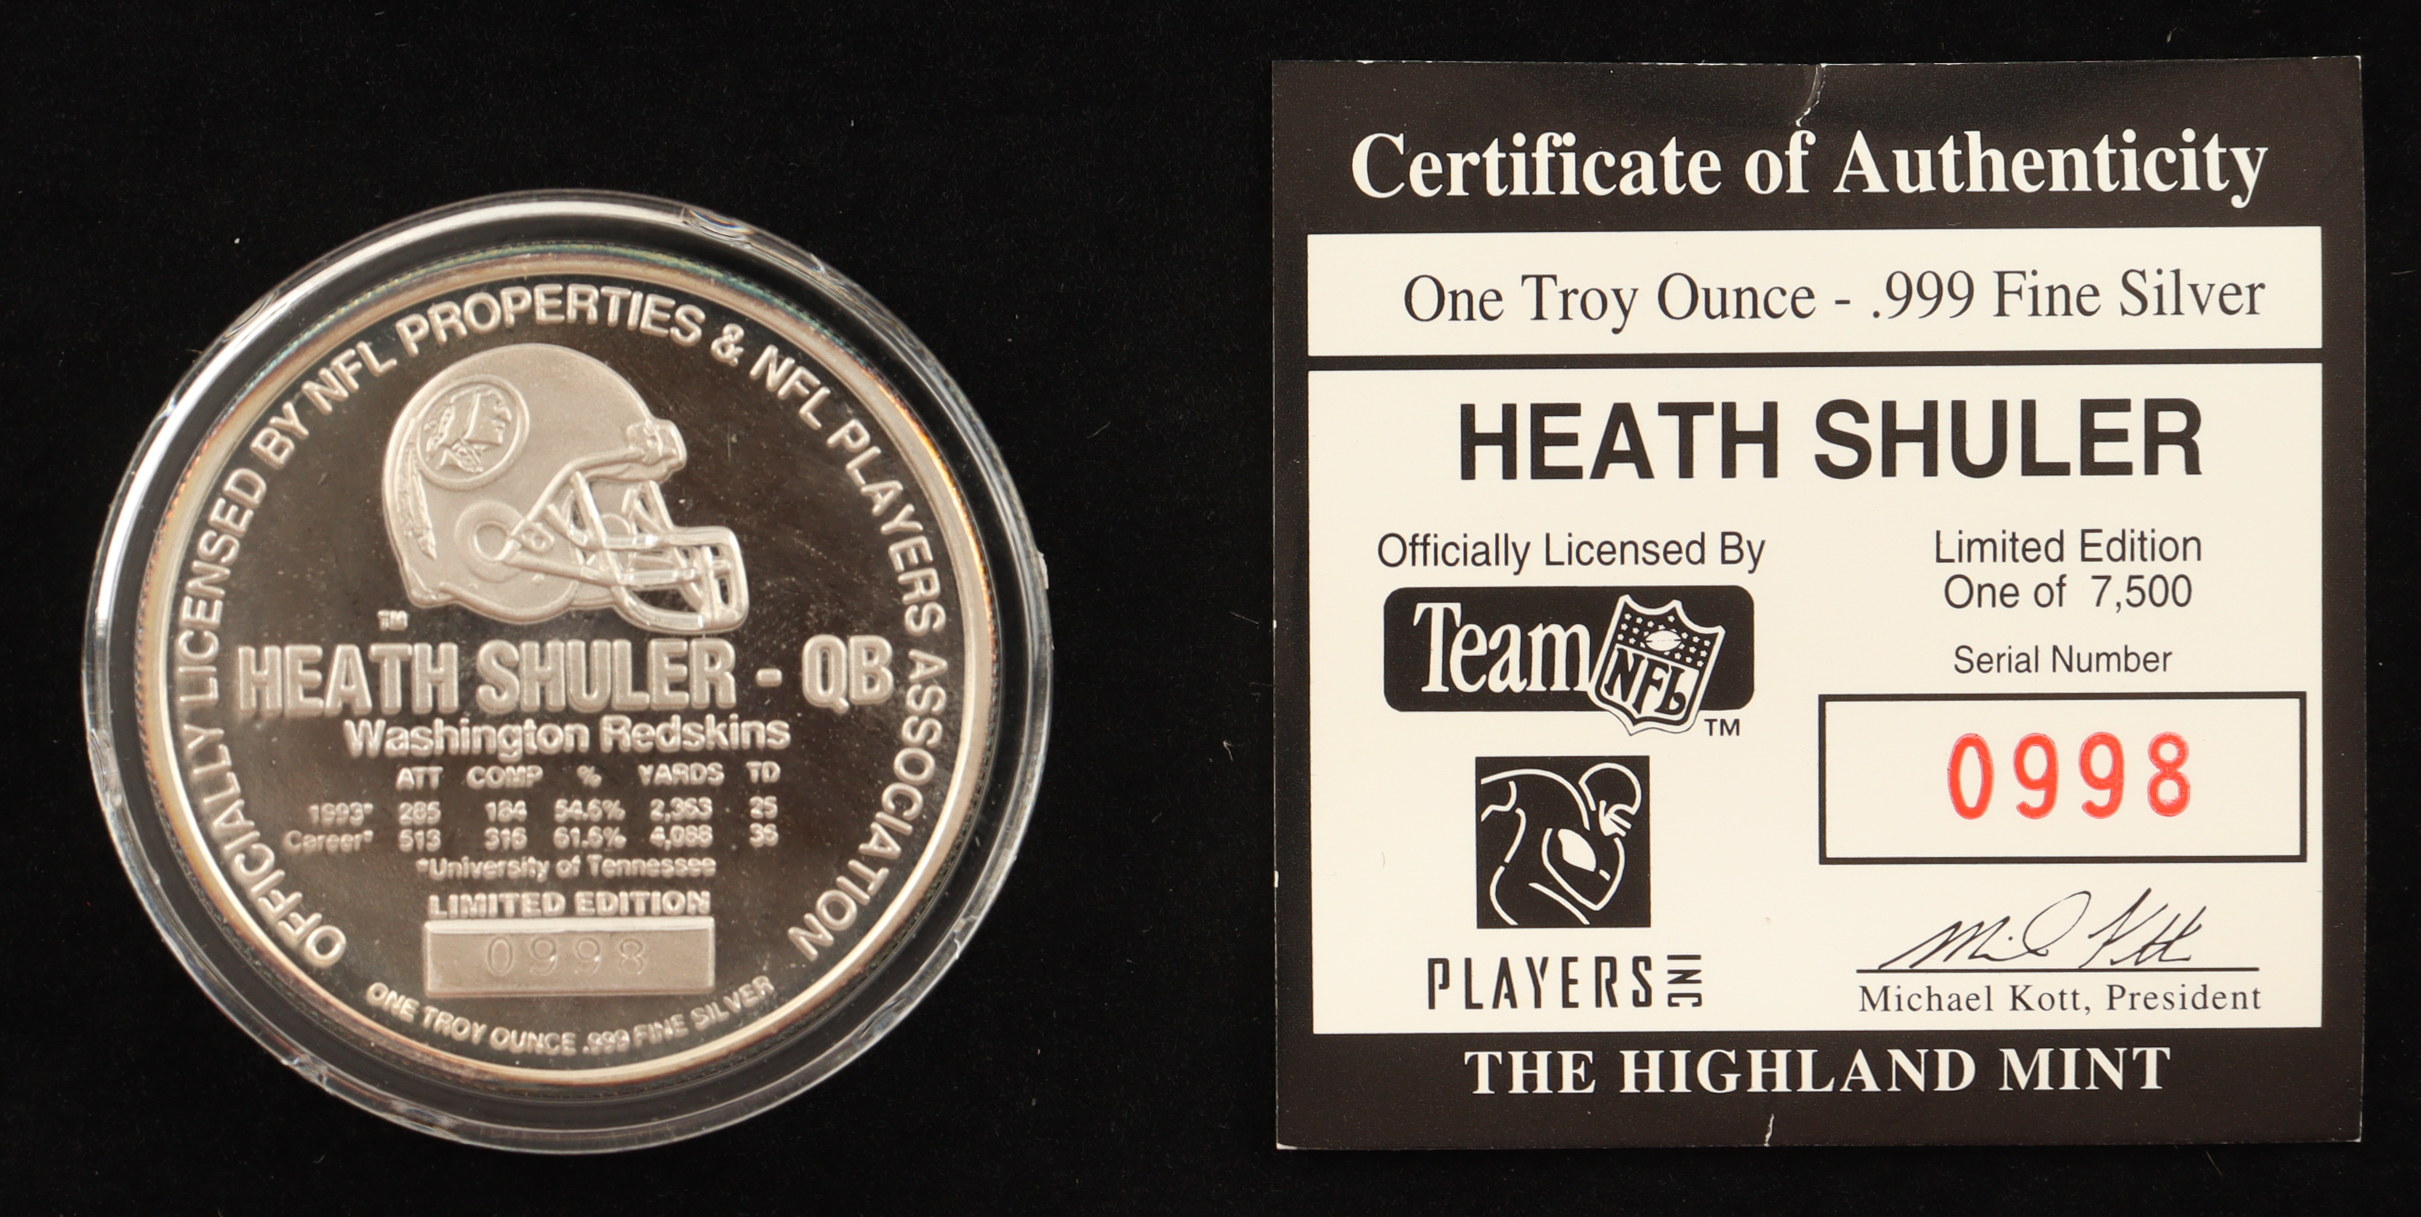 OFFICIALLY LICENSED BY NFL PROPERTIES & NFL PLAYERS ASSOCIATION
TM
HEATH SHULER - QB
Washington Redskins
ATT COMP % YARDS TD
1993* 285 184 54.6% 2,353 25
Career* 513 316 61.6% 4,088 36
*University of Tennessee
LIMITED EDITION
0998
ONE TROY OUNCE .999 FINE SILVER
Certificate of Authenticity
One Troy Ounce - .999 Fine Silver
HEATH SHULER
Officially Licensed By
Team NFL TM
PLAYERS INC
Limited Edition
One of 7,500
Serial Number
0998
Michael Kott, President
THE HIGHLAND MINT